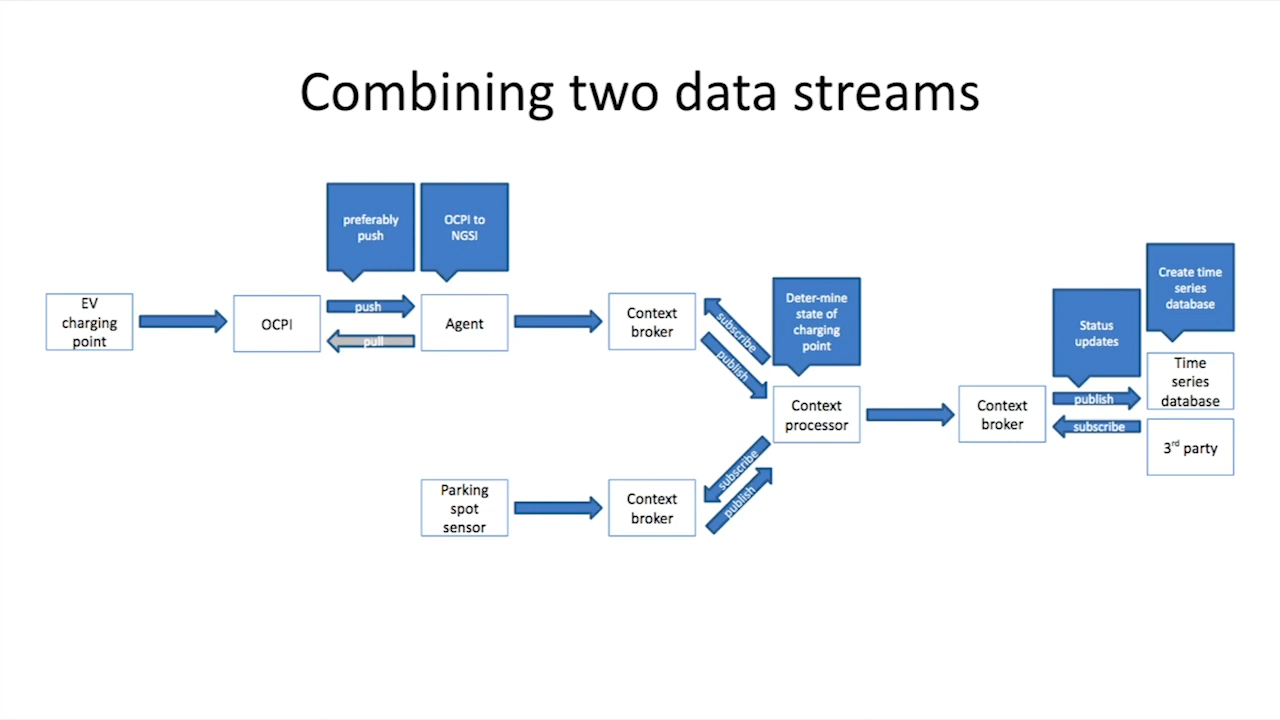 Combining two data streams
preferably
push
OCPI to
NGSI
EV
charging
point
OCPI
push
pull
Agent
Context
broker
subscribe
publish
Deter-mine
state of
charging
point
Context
processor
subscribe
publish
Parking
spot
sensor
Context
broker
Context
broker
Status
updates
publish
subscribe
Create time
series
database
Time
series
database
3rd party